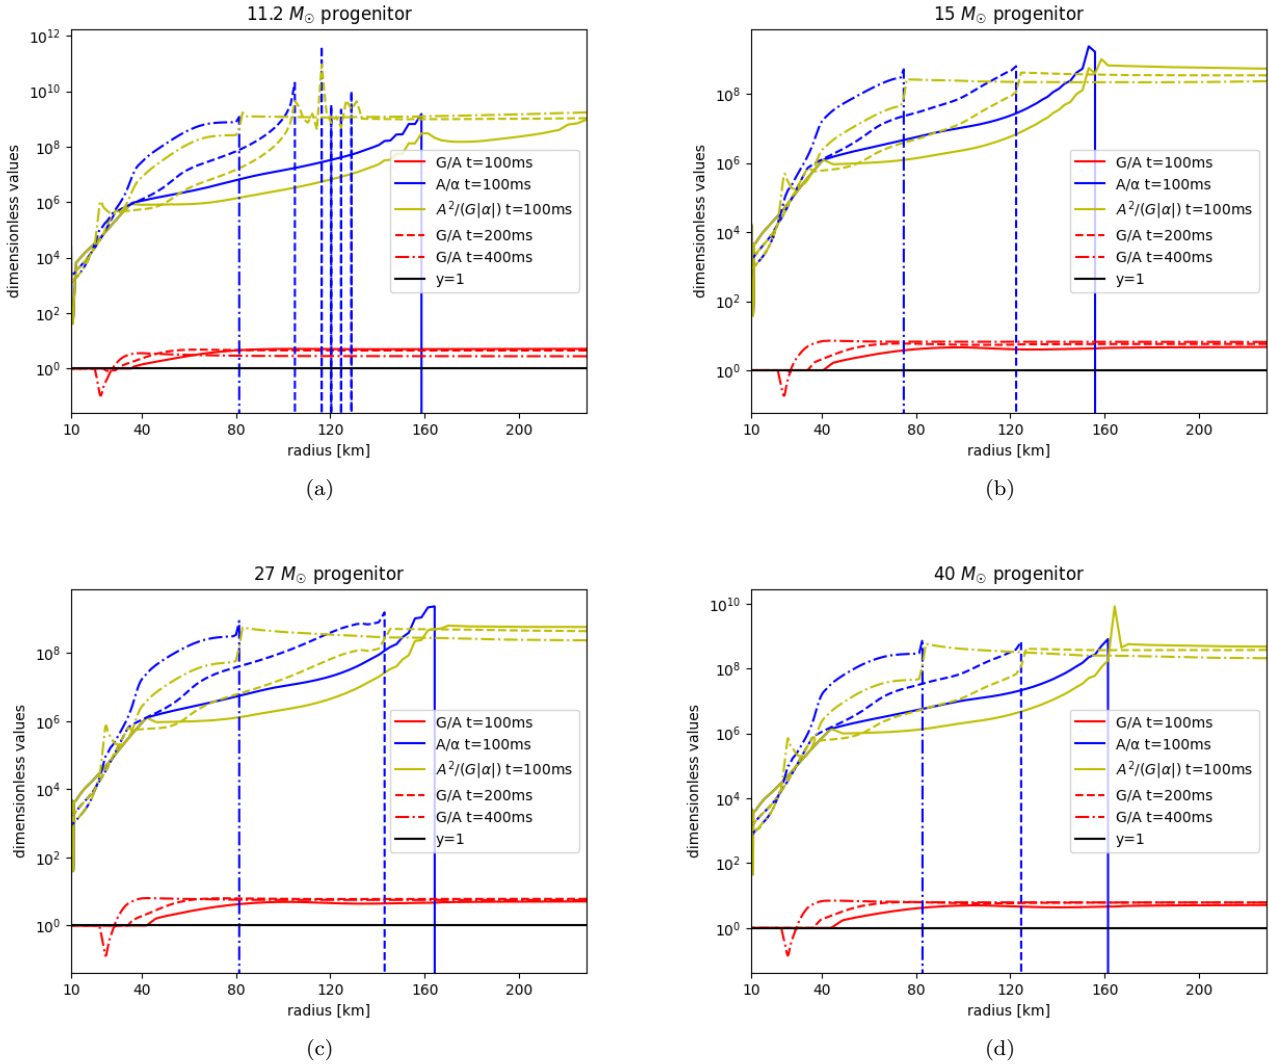 11.2 M☉ progenitor
10¹²
10¹⁰
10⁸
10⁶
10⁴
10²
10⁰
dimensionless values
G/A t=100ms
A/α t=100ms
A²/(G|α|) t=100ms
G/A t=200ms
G/A t=400ms
y=1
10 40 80 120 160 200
radius [km]
(a)
15 M☉ progenitor
10⁸
10⁶
10⁴
10²
10⁰
dimensionless values
G/A t=100ms
A/α t=100ms
A²/(G|α|) t=100ms
G/A t=200ms
G/A t=400ms
y=1
10 40 80 120 160 200
radius [km]
(b)
27 M☉ progenitor
10⁸
10⁶
10⁴
10²
10⁰
dimensionless values
G/A t=100ms
A/α t=100ms
A²/(G|α|) t=100ms
G/A t=200ms
G/A t=400ms
y=1
10 40 80 120 160 200
radius [km]
(c)
40 M☉ progenitor
10¹⁰
10⁸
10⁶
10⁴
10²
10⁰
dimensionless values
G/A t=100ms
A/α t=100ms
A²/(G|α|) t=100ms
G/A t=200ms
G/A t=400ms
y=1
10 40 80 120 160 200
radius [km]
(d)